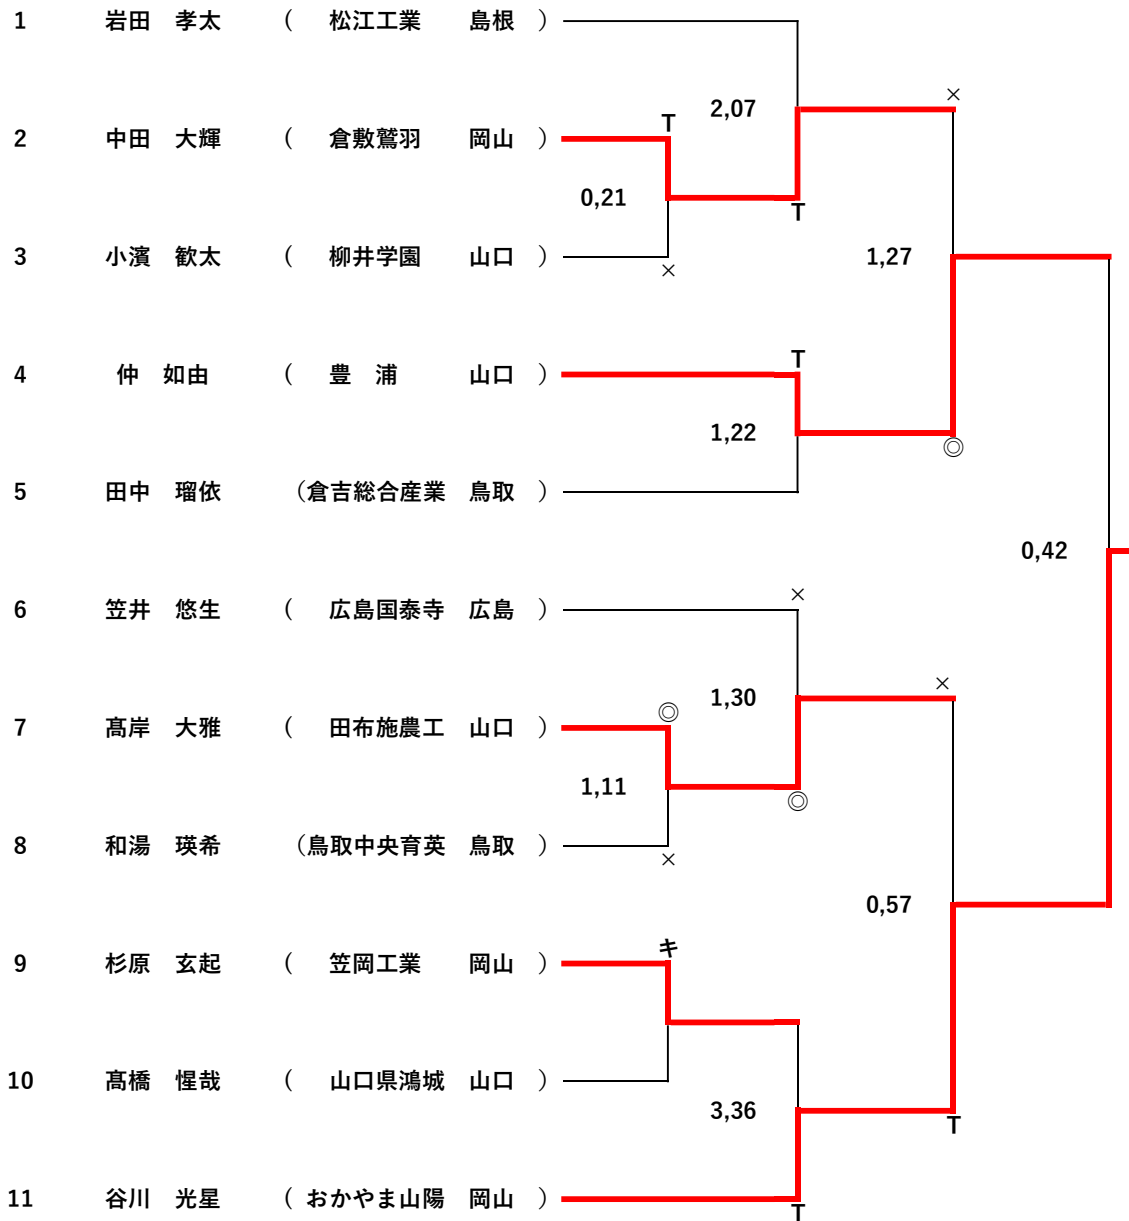 1 岩田 孝太 ( 松江工業 島根 )
×
2,07
T
2 中田 大輝 ( 倉敷鷲羽 岡山 )
0,21
T
3 小濱 歓太 ( 柳井学園 山口 )
1,27
×
T
4 仲 如由 ( 豊 浦 山口 )
1,22
◎
5 田中 瑠依 (倉吉総合産業 鳥取 )
0,42
×
6 笠井 悠生 ( 広島国泰寺 広島 )
×
1,30
◎
7 髙岸 大雅 ( 田布施農工 山口 )
1,11
◎
8 和湯 瑛希 (鳥取中央育英 鳥取 )
×
0,57
キ
9 杉原 玄起 ( 笠岡工業 岡山 )
10 髙橋 惺哉 ( 山口県鴻城 山口 )
3,36
T
11 谷川 光星 ( おかやま山陽 岡山 )
T